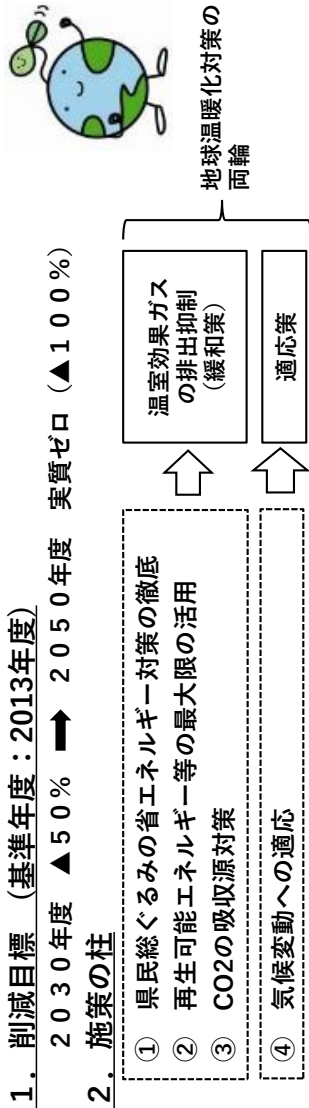 1．削減目標（基準年度：2013年度）
２０３０年度 ▲５０％ ➡ ２０５０年度 実質ゼロ（▲１００％）
2．施策の柱
① 県民総ぐるみの省エネルギー対策の徹底
② 再生可能エネルギー等の最大限の活用
③ CO2の吸収源対策
④ 気候変動への適応
温室効果ガス
の排出抑制
（緩和策）
適応策
地球温暖化対策の
両輪